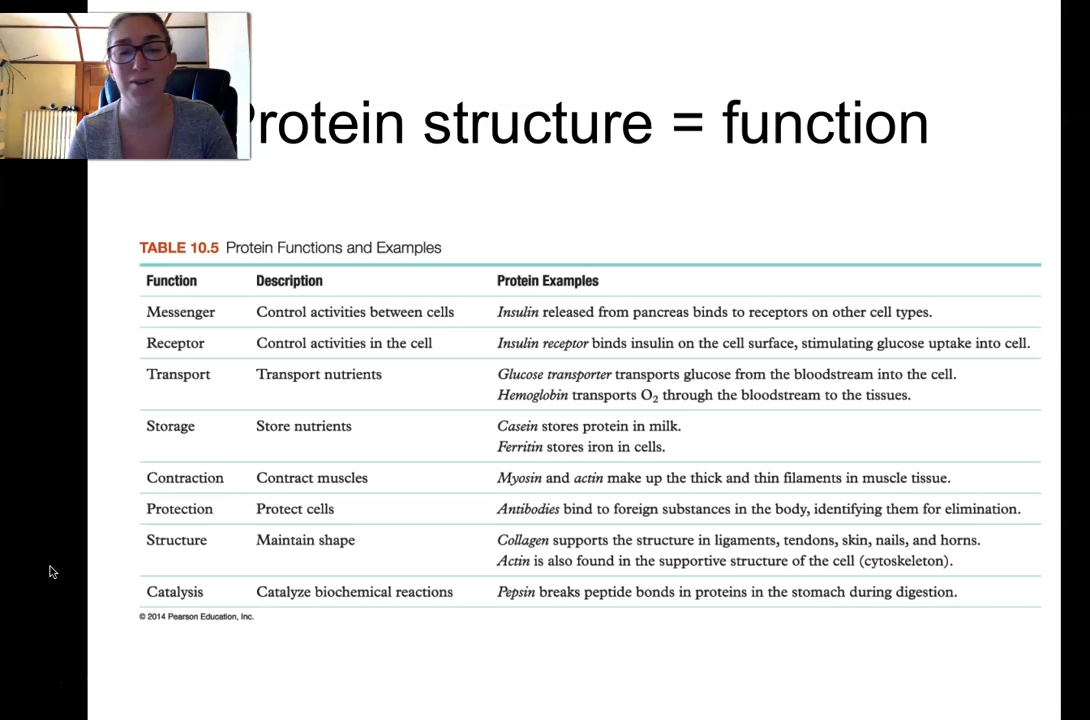 Protein structure = function
TABLE 10.5 Protein Functions and Examples
Function Description Protein Examples
Messenger Control activities between cells Insulin released from pancreas binds to receptors on other cell types.
Receptor Control activities in the cell Insulin receptor binds insulin on the cell surface, stimulating glucose uptake into cell.
Transport Transport nutrients Glucose transporter transports glucose from the bloodstream into the cell.
Hemoglobin transports O₂ through the bloodstream to the tissues.
Storage Store nutrients Casein stores protein in milk.
Ferritin stores iron in cells.
Contraction Contract muscles Myosin and actin make up the thick and thin filaments in muscle tissue.
Protection Protect cells Antibodies bind to foreign substances in the body, identifying them for elimination.
Structure Maintain shape Collagen supports the structure in ligaments, tendons, skin, nails, and horns.
Actin is also found in the supportive structure of the cell (cytoskeleton).
Catalysis Catalyze biochemical reactions Pepsin breaks peptide bonds in proteins in the stomach during digestion.
© 2014 Pearson Education, Inc.